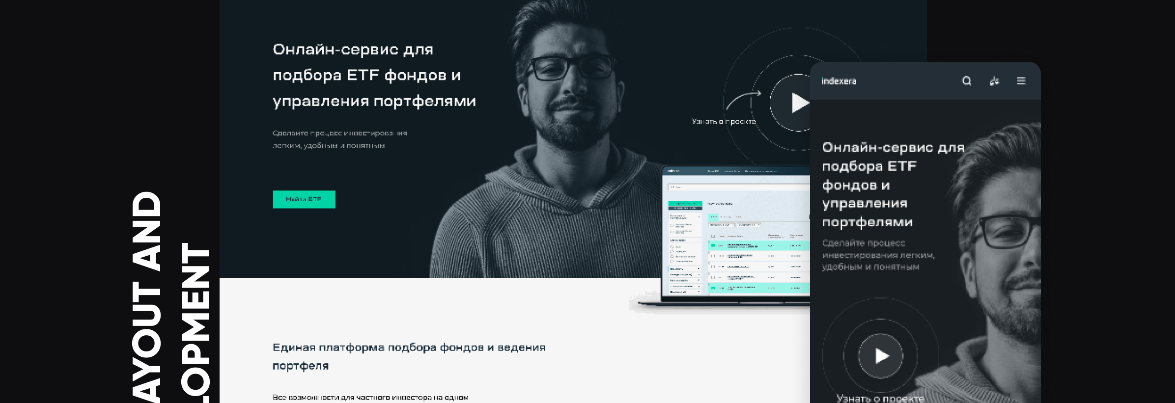 Онлайн-сервис для
подбора ETF фондов и
управления портфелями
Сделайте процесс инвестирования
легким, удобным и понятным
Найти ETF
Узнать о проекте
indexera
Онлайн-сервис для
подбора ETF
фондов и
управления
портфелями
Сделайте процесс
инвестирования легким,
удобным и понятным
Узнать о проекте
AYOUT AND
LOPMENT
Единая платформа подбора фондов и ведения
портфеля
Все возможности для частного инвестора на одном